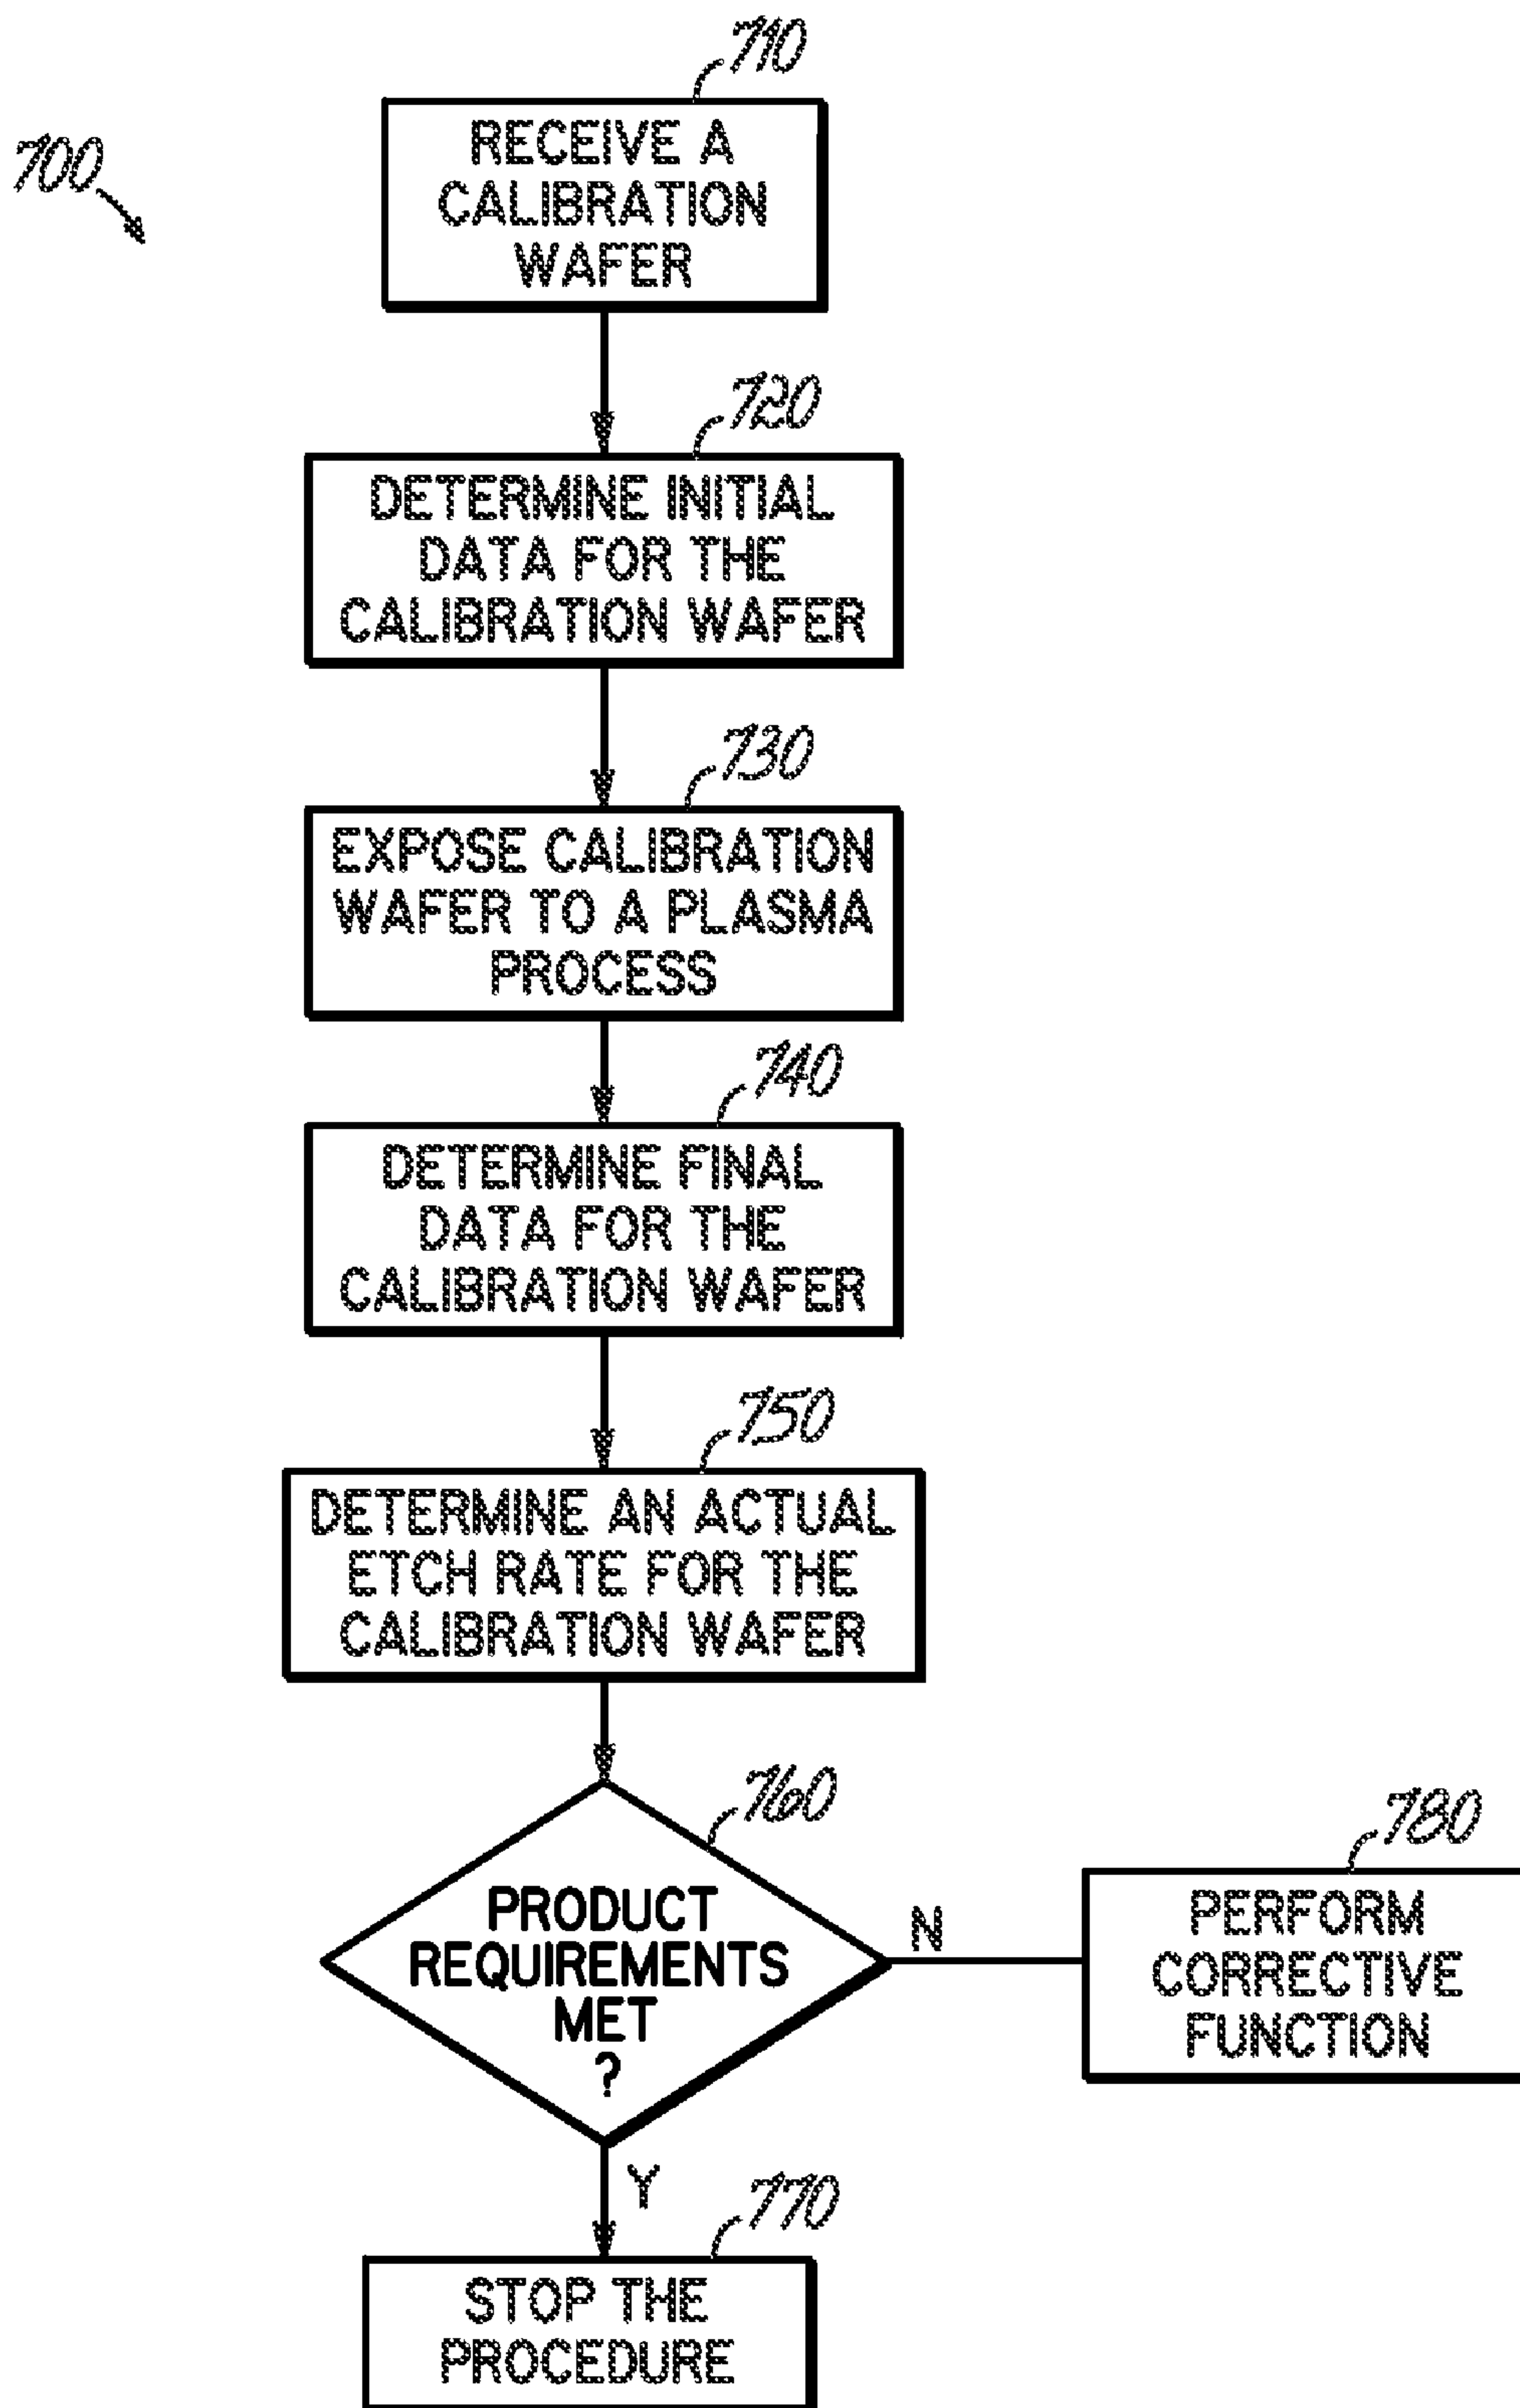 710
700
RECEIVE A
CALIBRATION
WAFER
720
DETERMINE INITIAL
DATA FOR THE
CALIBRATION WAFER
730
EXPOSE CALIBRATION
WAFER TO A PLASMA
PROCESS
740
DETERMINE FINAL
DATA FOR THE
CALIBRATION WAFER
750
DETERMINE AN ACTUAL
ETCH RATE FOR THE
CALIBRATION WAFER
760
PRODUCT
REQUIREMENTS
MET
?
N
780
PERFORM
CORRECTIVE
FUNCTION
Y
770
STOP THE
PROCEDURE